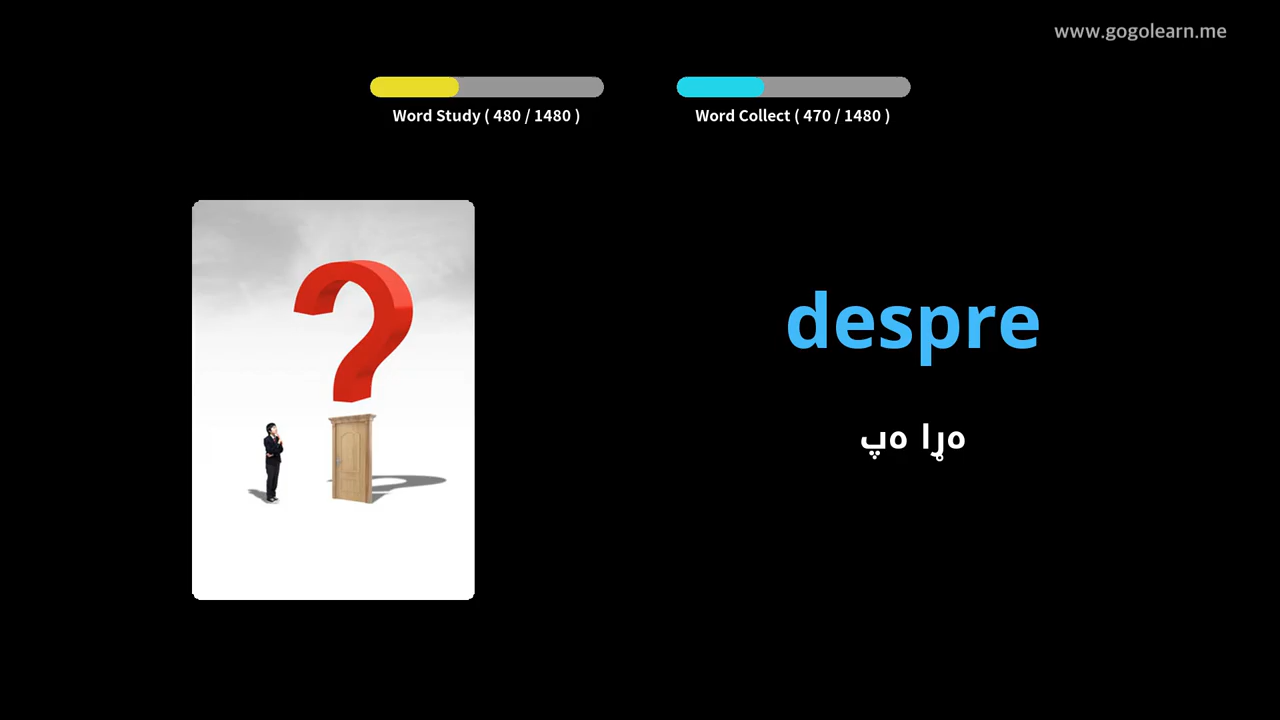 www.gogolearn.me
Word Study ( 480 / 1480 )
Word Collect ( 470 / 1480 )
despre
په اړه